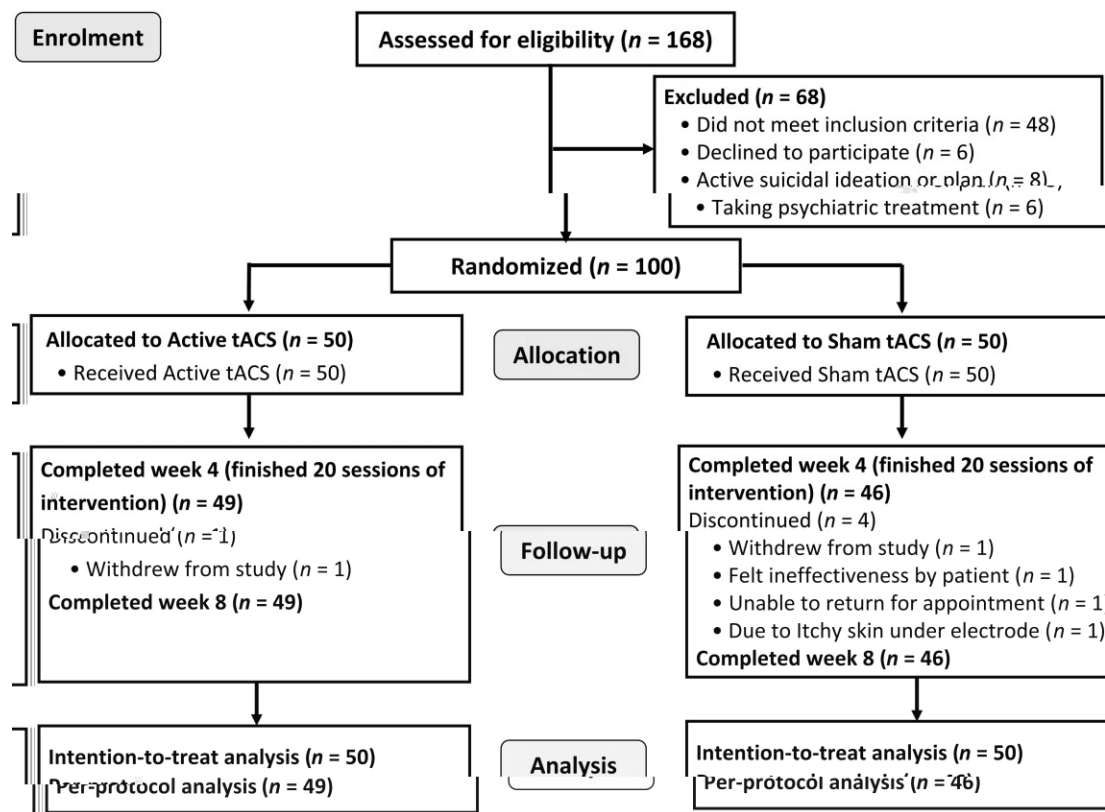 Enrolment
Assessed for eligibility (n = 168)
Excluded (n = 68)
• Did not meet inclusion criteria (n = 48)
• Declined to participate (n = 6)
• Active suicidal ideation or plan (n = 8)
• Taking psychiatric treatment (n = 6)
Randomized (n = 100)
Allocated to Active tACS (n = 50)
• Received Active tACS (n = 50)
Allocation
Allocated to Sham tACS (n = 50)
• Received Sham tACS (n = 50)
Completed week 4 (finished 20 sessions of
intervention) (n = 49)
Discontinued (n = 1)
• Withdrew from study (n = 1)
Completed week 8 (n = 49)
Follow-up
Completed week 4 (finished 20 sessions of
intervention) (n = 46)
Discontinued (n = 4)
• Withdrew from study (n = 1)
• Felt ineffectiveness by patient (n = 1)
• Unable to return for appointment (n = 1)
• Due to Itchy skin under electrode (n = 1)
Completed week 8 (n = 46)
Intention-to-treat analysis (n = 50)
Per-protocol analysis (n = 49)
Analysis
Intention-to-treat analysis (n = 50)
Per-protocol analysis (n = 46)